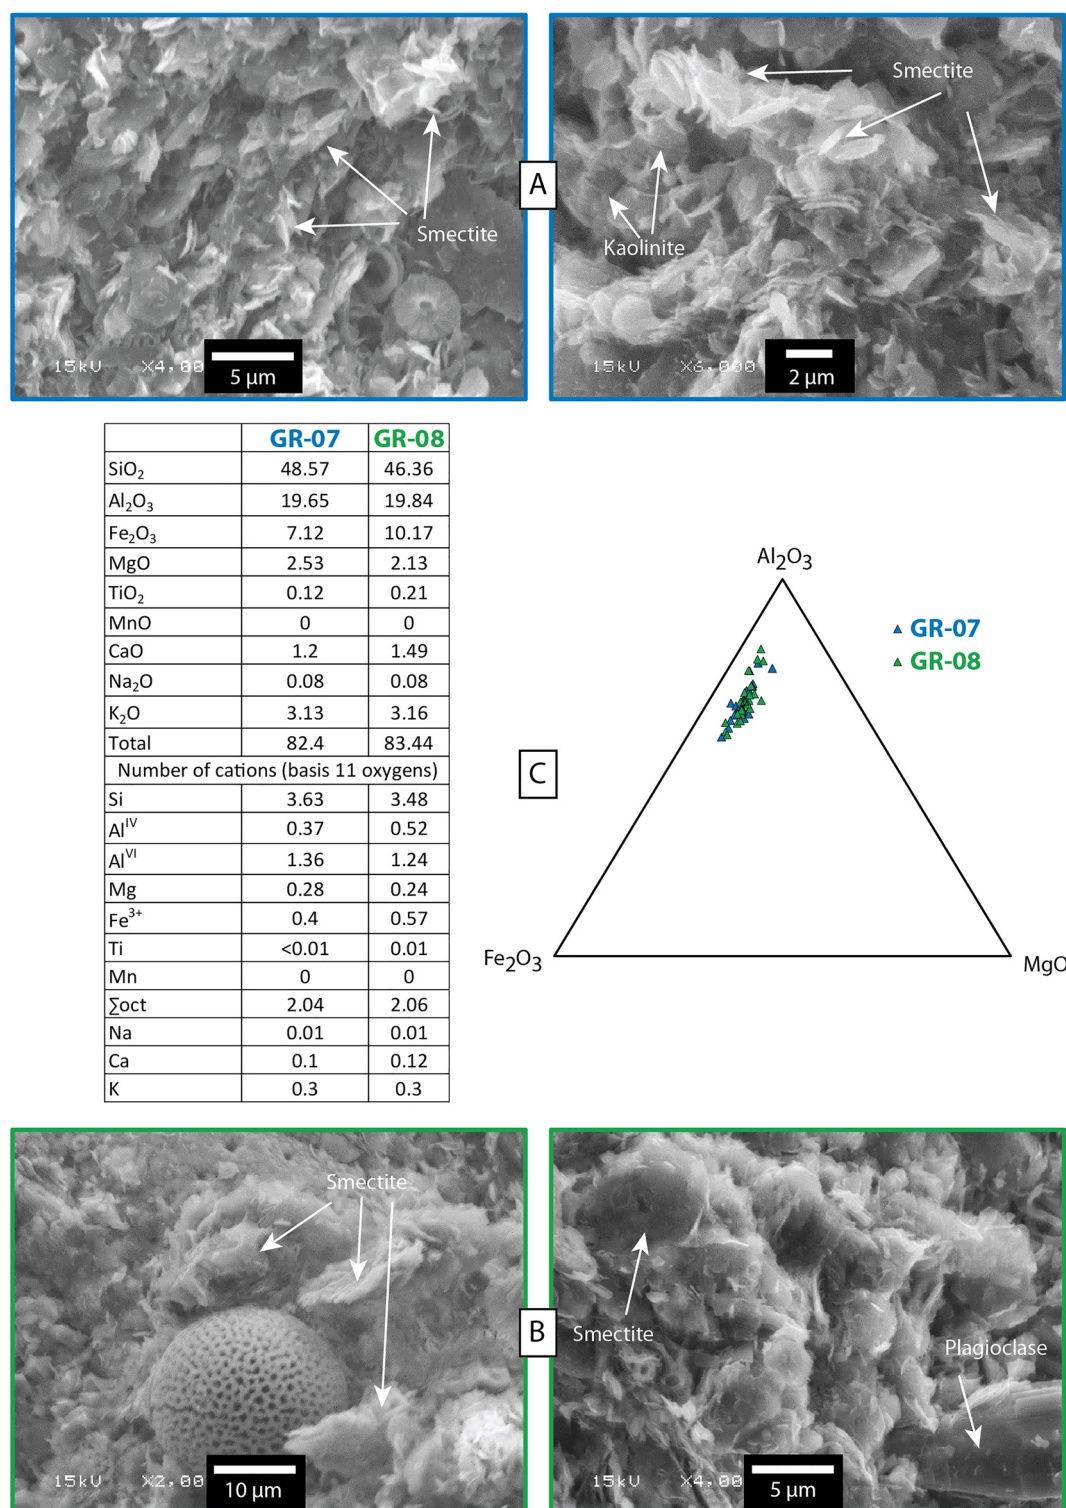 Smectite
15kV X4,00
5 µm
A
Smectite
Kaolinite
15kV X6,000
2 µm
GR-07 GR-08
SiO₂ 48.57 46.36
Al₂O₃ 19.65 19.84
Fe₂O₃ 7.12 10.17
MgO 2.53 2.13
TiO₂ 0.12 0.21
MnO 0 0
CaO 1.2 1.49
Na₂O 0.08 0.08
K₂O 3.13 3.16
Total 82.4 83.44
Number of cations (basis 11 oxygens)
Si 3.63 3.48
Alᴵⱽ 0.37 0.52
Alⱽᴵ 1.36 1.24
Mg 0.28 0.24
Fe³⁺ 0.4 0.57
Ti <0.01 0.01
Mn 0 0
∑oct 2.04 2.06
Na 0.01 0.01
Ca 0.1 0.12
K 0.3 0.3
C
Al₂O₃
GR-07
GR-08
Fe₂O₃
MgO
Smectite
15kV X2,00
10 µm
B
Smectite
Plagioclase
15kV X4,00
5 µm